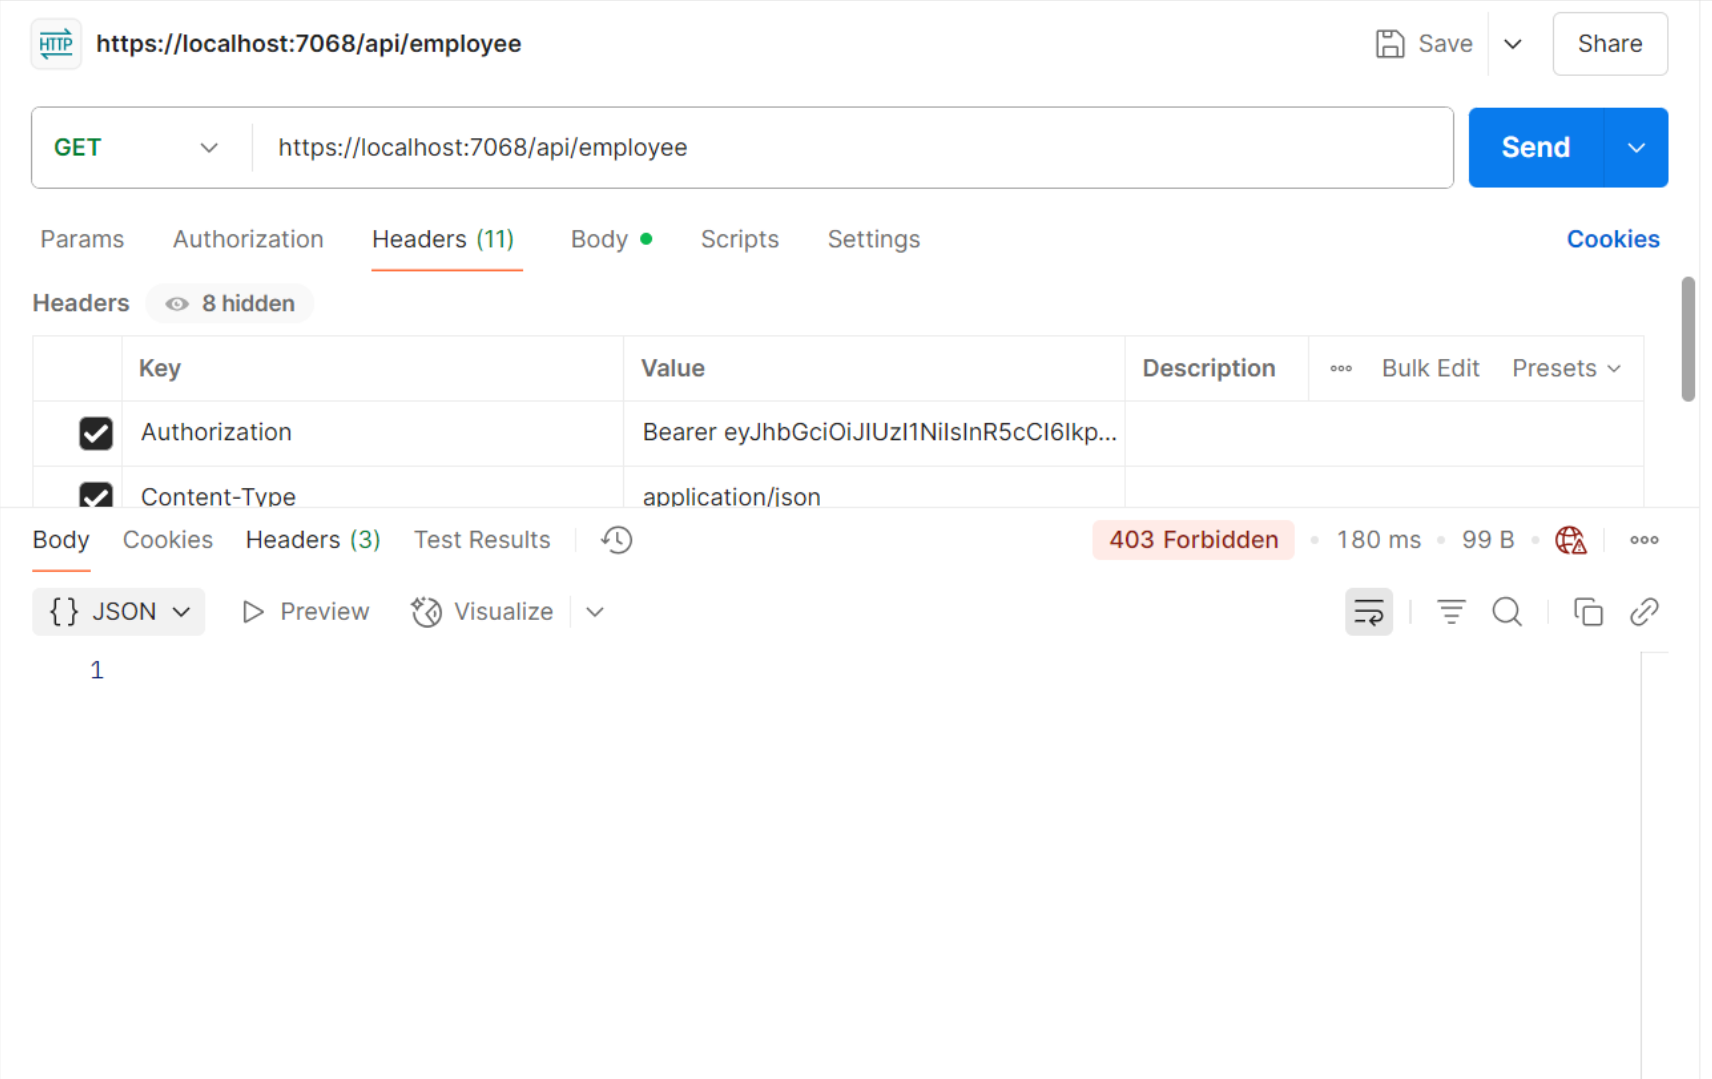 HTTP https://localhost:7068/api/employee Save Share
GET https://localhost:7068/api/employee Send
Params Authorization Headers (11) Body Scripts Settings Cookies
Headers 8 hidden
Key Value Description Bulk Edit Presets
Authorization Bearer eyJhbGciOiJIUzI1NiIsInR5cCI6Ikp...
Content-Type application/json
Body Cookies Headers (3) Test Results 403 Forbidden • 180 ms • 99 B
{} JSON Preview Visualize
1